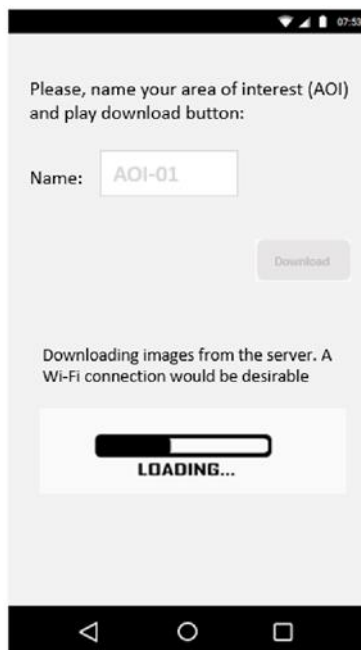 07:53
Please, name your area of interest (AOI)
and play download button:
Name: AOI-01
Download
Downloading images from the server. A
Wi-Fi connection would be desirable
LOADING...